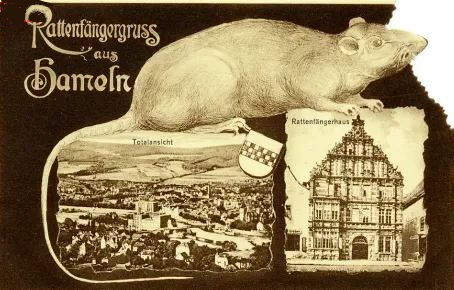 Rattenfängergruss
aus
Hameln
Totalansicht
Rattenfängerhaus